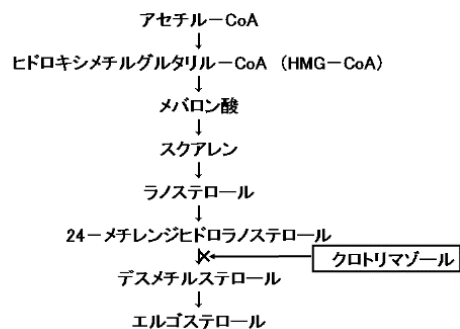 アセチル－CoA
ヒドロキシメチルグルタリル－CoA (HMG－CoA)
メバロン酸
スクアレン
ラノステロール
24－メチレンジヒドロラノステロール
クロトリマゾール
デスメチルステロール
エルゴステロール